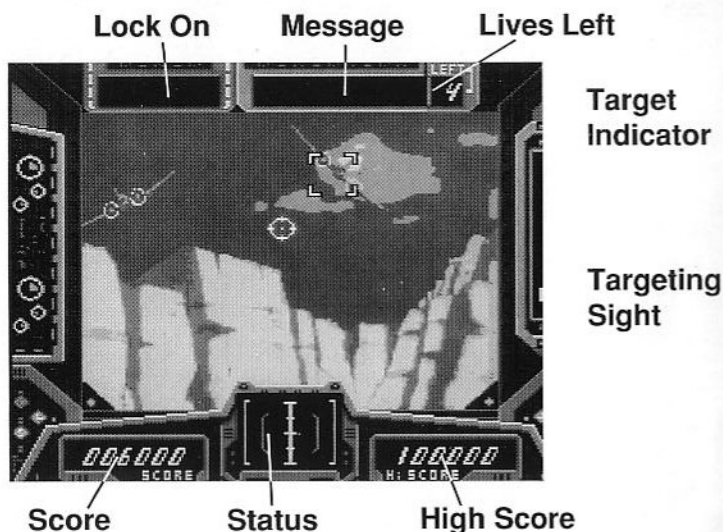 Lock On Message Lives Left
LEFT
4
Target
Indicator
Targeting
Sight
006000 100000
SCORE HI SCORE
Score Status High Score